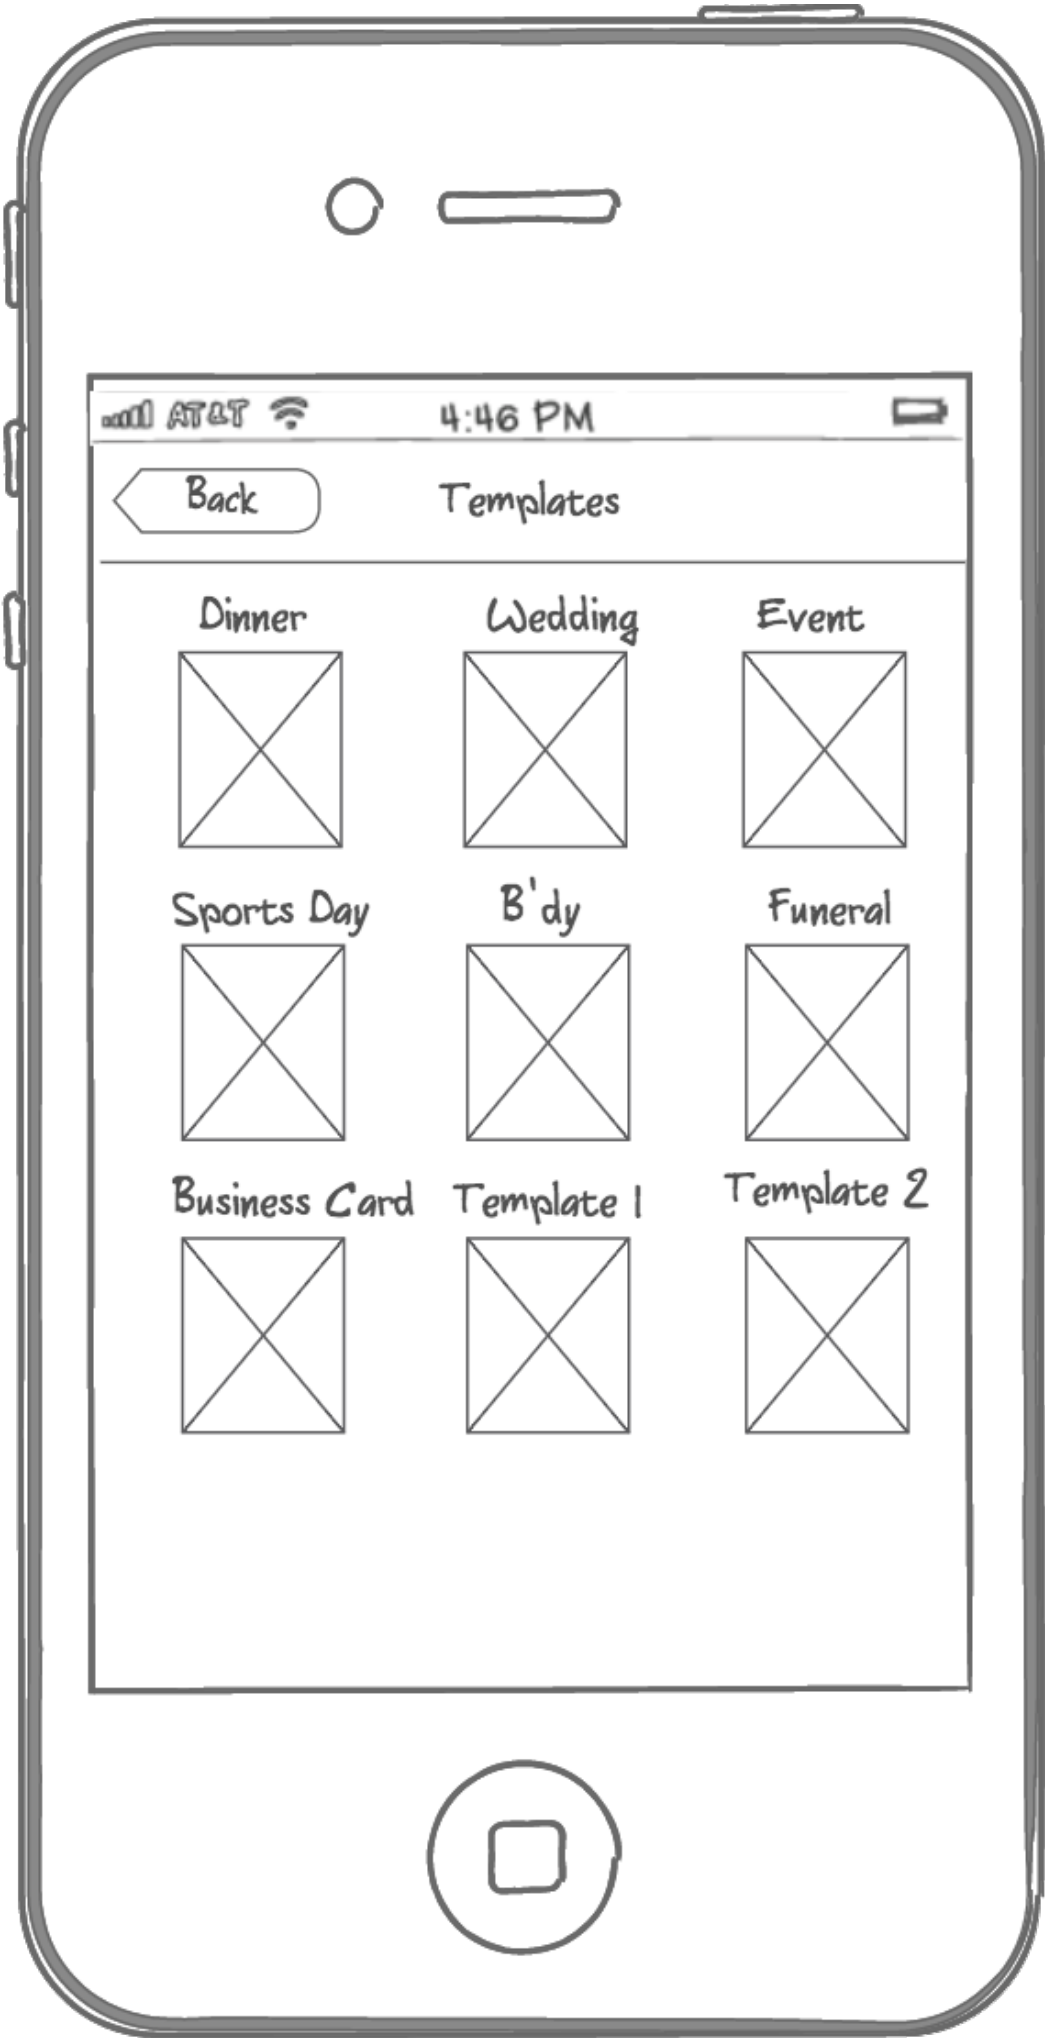 AT&T 4:46 PM
Back Templates
Dinner Wedding Event
Sports Day B'dy Funeral
Business Card Template 1 Template 2